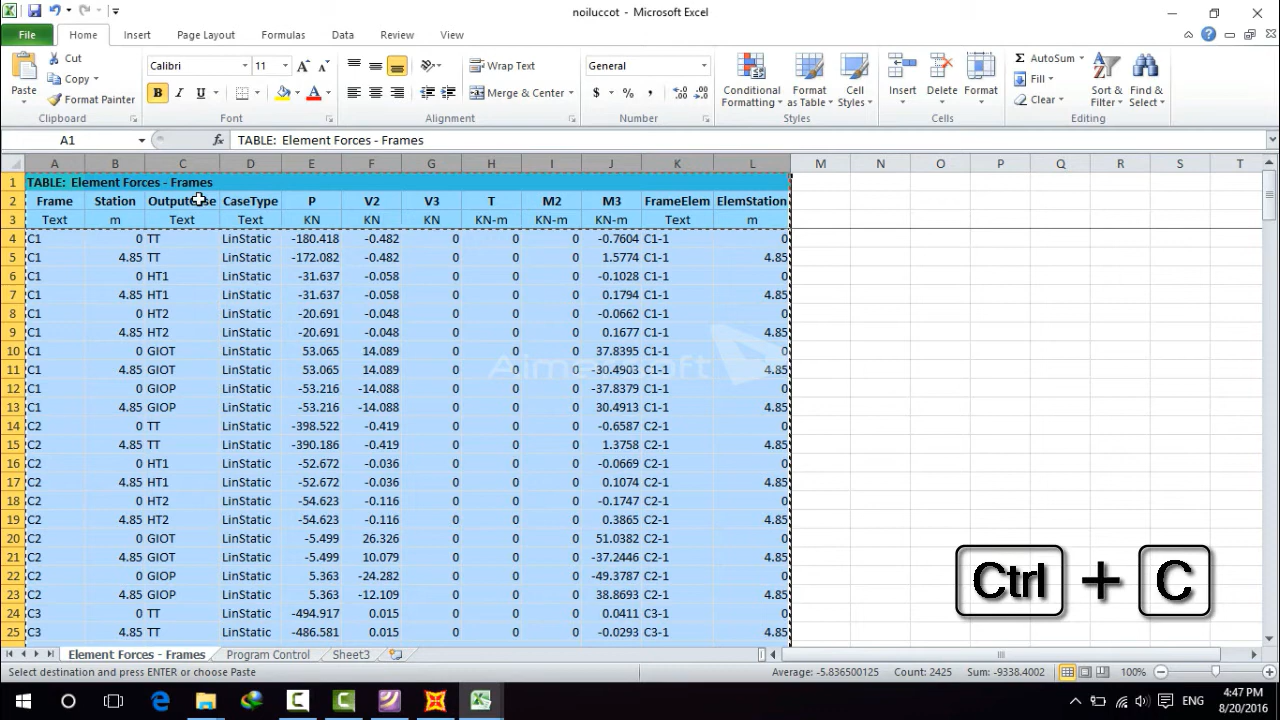 noiluccot - Microsoft Excel
File Home Insert Page Layout Formulas Data Review View
Paste
Cut
Copy
Format Painter
Clipboard
Calibri 11
B I U
Font
Wrap Text
Merge & Center
Alignment
General
$ % ,
Number
Conditional Formatting
Format as Table
Cell Styles
Styles
Insert
Delete
Format
Cells
AutoSum
Fill
Clear
Sort & Filter
Find & Select
Editing
A1 fx TABLE: Element Forces - Frames
A B C D E F G H I J K L M N O P Q R S T
1 TABLE: Element Forces - Frames
2 Frame Station CaseType P V2 V3 T M2 M3 FrameElem ElemStation
3 Text m Text Text KN KN KN KN-m KN-m KN-m Text m
4 C1 0 TT LinStatic -180.418 -0.482 0 0 0 -0.7604 C1-1 0
5 C1 4.85 TT LinStatic -172.082 -0.482 0 0 0 1.5774 C1-1 4.85
6 C1 0 HT1 LinStatic -31.637 -0.058 0 0 0 -0.1028 C1-1 0
7 C1 4.85 HT1 LinStatic -31.637 -0.058 0 0 0 0.1794 C1-1 4.85
8 C1 0 HT2 LinStatic -20.691 -0.048 0 0 0 -0.0662 C1-1 0
9 C1 4.85 HT2 LinStatic -20.691 -0.048 0 0 0 0.1677 C1-1 4.85
10 C1 0 GIOT LinStatic 53.065 14.089 0 0 0 37.8395 C1-1 0
11 C1 4.85 GIOT LinStatic 53.065 14.089 0 0 0 -30.4903 C1-1 4.85
12 C1 0 GIOP LinStatic -53.216 -14.088 0 0 0 -37.8379 C1-1 0
13 C1 4.85 GIOP LinStatic -53.216 -14.088 0 0 0 30.4913 C1-1 4.85
14 C2 0 TT LinStatic -398.522 -0.419 0 0 0 -0.6587 C2-1 0
15 C2 4.85 TT LinStatic -390.186 -0.419 0 0 0 1.3758 C2-1 4.85
16 C2 0 HT1 LinStatic -52.672 -0.036 0 0 0 -0.0669 C2-1 0
17 C2 4.85 HT1 LinStatic -52.672 -0.036 0 0 0 0.1074 C2-1 4.85
18 C2 0 HT2 LinStatic -54.623 -0.116 0 0 0 -0.1747 C2-1 0
19 C2 4.85 HT2 LinStatic -54.623 -0.116 0 0 0 0.3865 C2-1 4.85
20 C2 0 GIOT LinStatic -5.499 26.326 0 0 0 51.0382 C2-1 0
21 C2 4.85 GIOT LinStatic -5.499 10.079 0 0 0 -37.2446 C2-1 4.85
22 C2 0 GIOP LinStatic 5.363 -24.282 0 0 0 -49.3787 C2-1 0
23 C2 4.85 GIOP LinStatic 5.363 -12.109 0 0 0 38.8693 C2-1 4.85
24 C3 0 TT LinStatic -494.917 0.015 0 0 0 0.0411 C3-1 0
25 C3 4.85 TT LinStatic -486.581 0.015 0 0 0 -0.0293 C3-1 4.85
Aimersoft
Ctrl + C
Element Forces - Frames Program Control Sheet3
Select destination and press ENTER or choose Paste Average: -5.836500125 Count: 2425 Sum: -9338.4002 100%
ENG 4:47 PM
8/20/2016